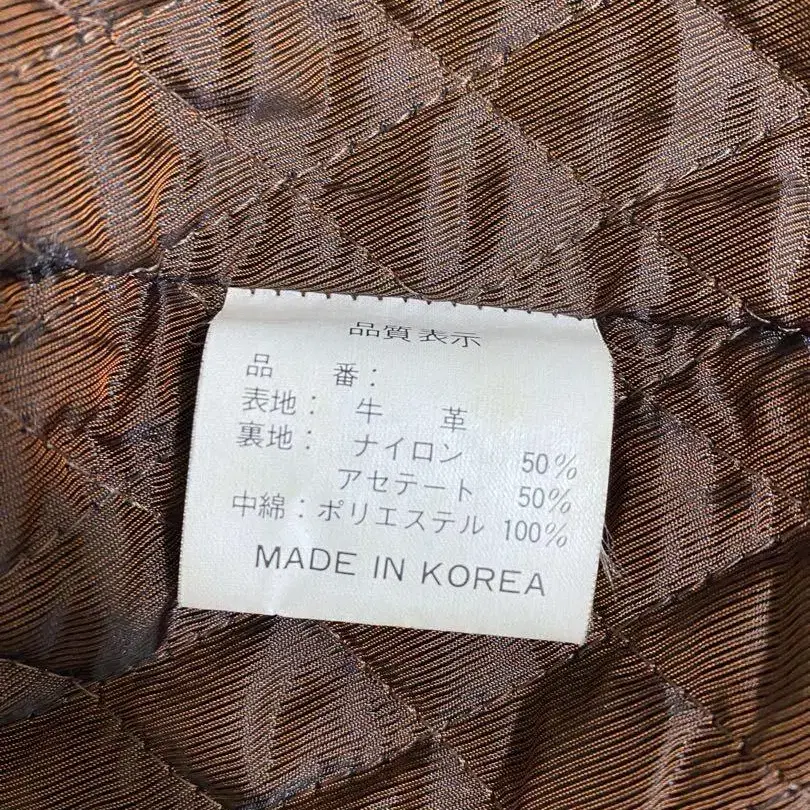 品質表示
品　　番：
表地： 牛　　革
裏地： ナイロン 50%
アセテート 50%
中綿：ポリエステル 100%
MADE IN KOREA